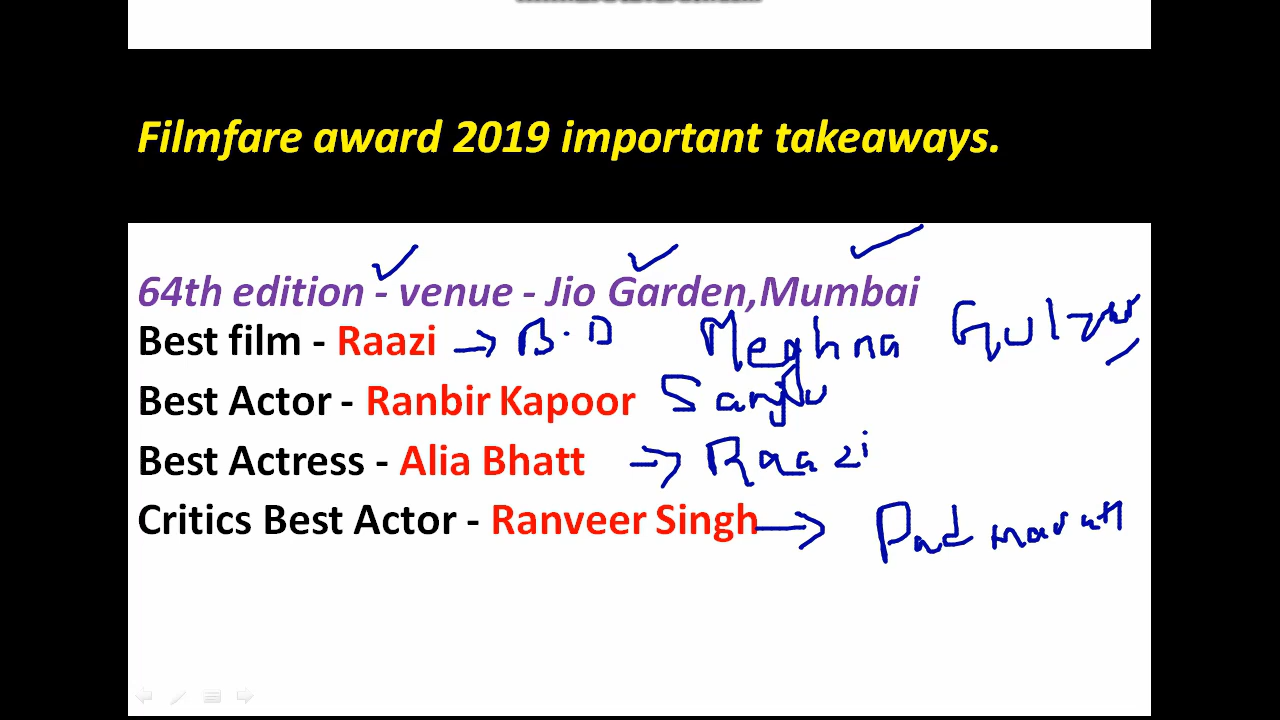 Filmfare award 2019 important takeaways.
64th edition - venue - Jio Garden,Mumbai
Best film - Raazi → B.D Meghna Gulzar
Best Actor - Ranbir Kapoor Sanju
Best Actress - Alia Bhatt → Raazi
Critics Best Actor - Ranveer Singh → Padmavat